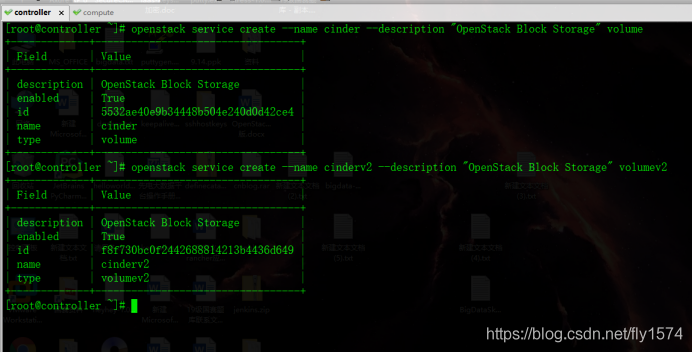 controller × compute
[root@controller ~]# openstack service create --name cinder --description "OpenStack Block Storage" volume
+-------------+----------------------------------+
| Field | Value |
+-------------+----------------------------------+
| description | OpenStack Block Storage |
| enabled | True |
| id | 5532ae40e9b34448b504e240d0d42ce4 |
| name | cinder |
| type | volume |
+-------------+----------------------------------+
[root@controller ~]# openstack service create --name cinderv2 --description "OpenStack Block Storage" volumev2
+-------------+----------------------------------+
| Field | Value |
+-------------+----------------------------------+
| description | OpenStack Block Storage |
| enabled | True |
| id | f8f730bc0f2442688814213b4436d649 |
| name | cinderv2 |
| type | volumev2 |
+-------------+----------------------------------+
[root@controller ~]#
https://blog.csdn.net/fly1574